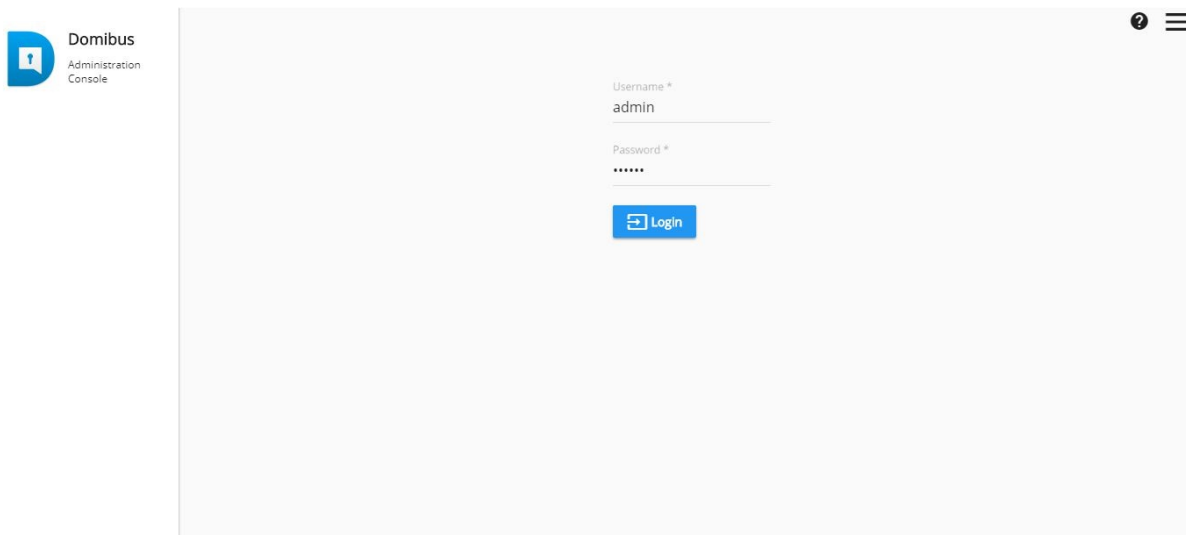 Domibus
Administration
Console
Username *
admin
Password *
••••••
Login